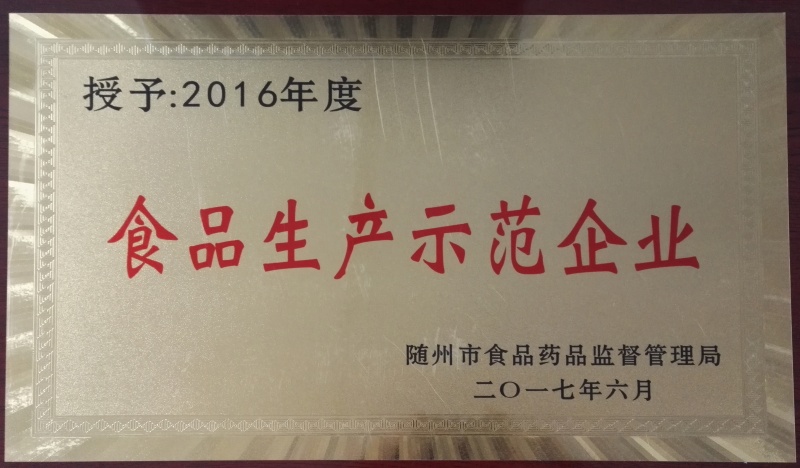 授予:2016年度
食品生产示范企业
随州市食品药品监督管理局
二〇一七年六月